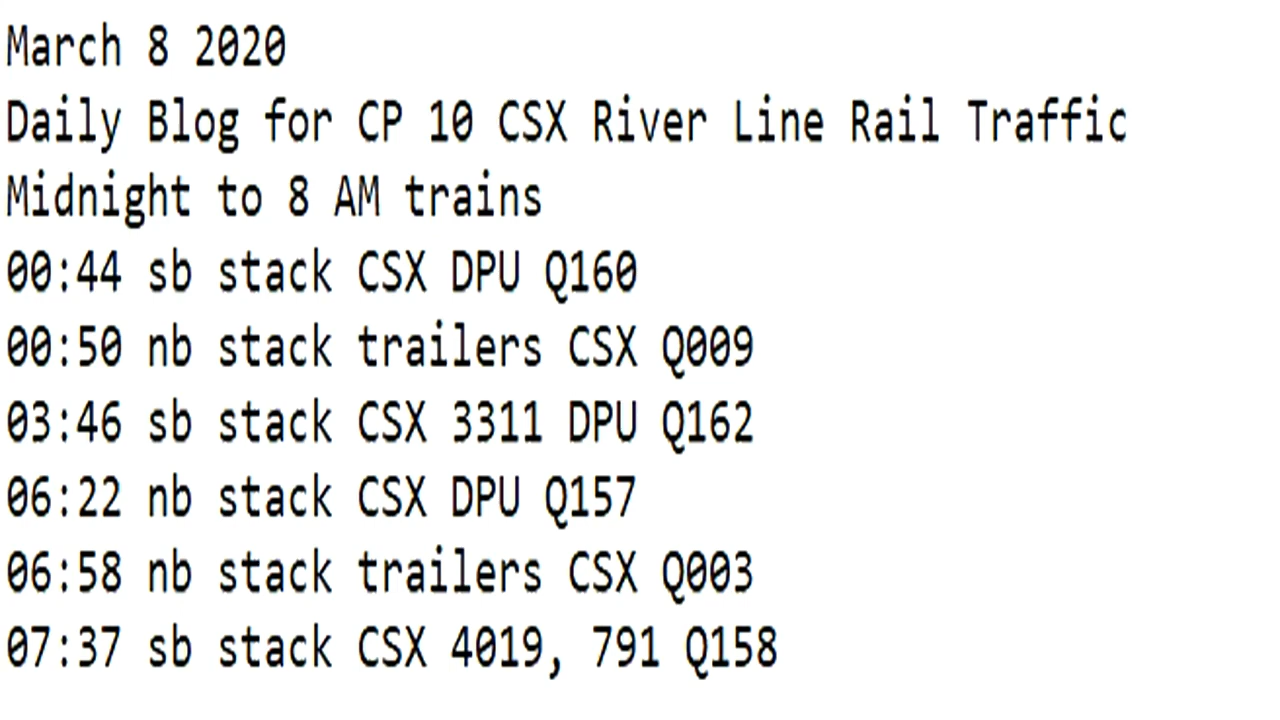 March 8 2020
Daily Blog for CP 10 CSX River Line Rail Traffic
Midnight to 8 AM trains
00:44 sb stack CSX DPU Q160
00:50 nb stack trailers CSX Q009
03:46 sb stack CSX 3311 DPU Q162
06:22 nb stack CSX DPU Q157
06:58 nb stack trailers CSX Q003
07:37 sb stack CSX 4019, 791 Q158